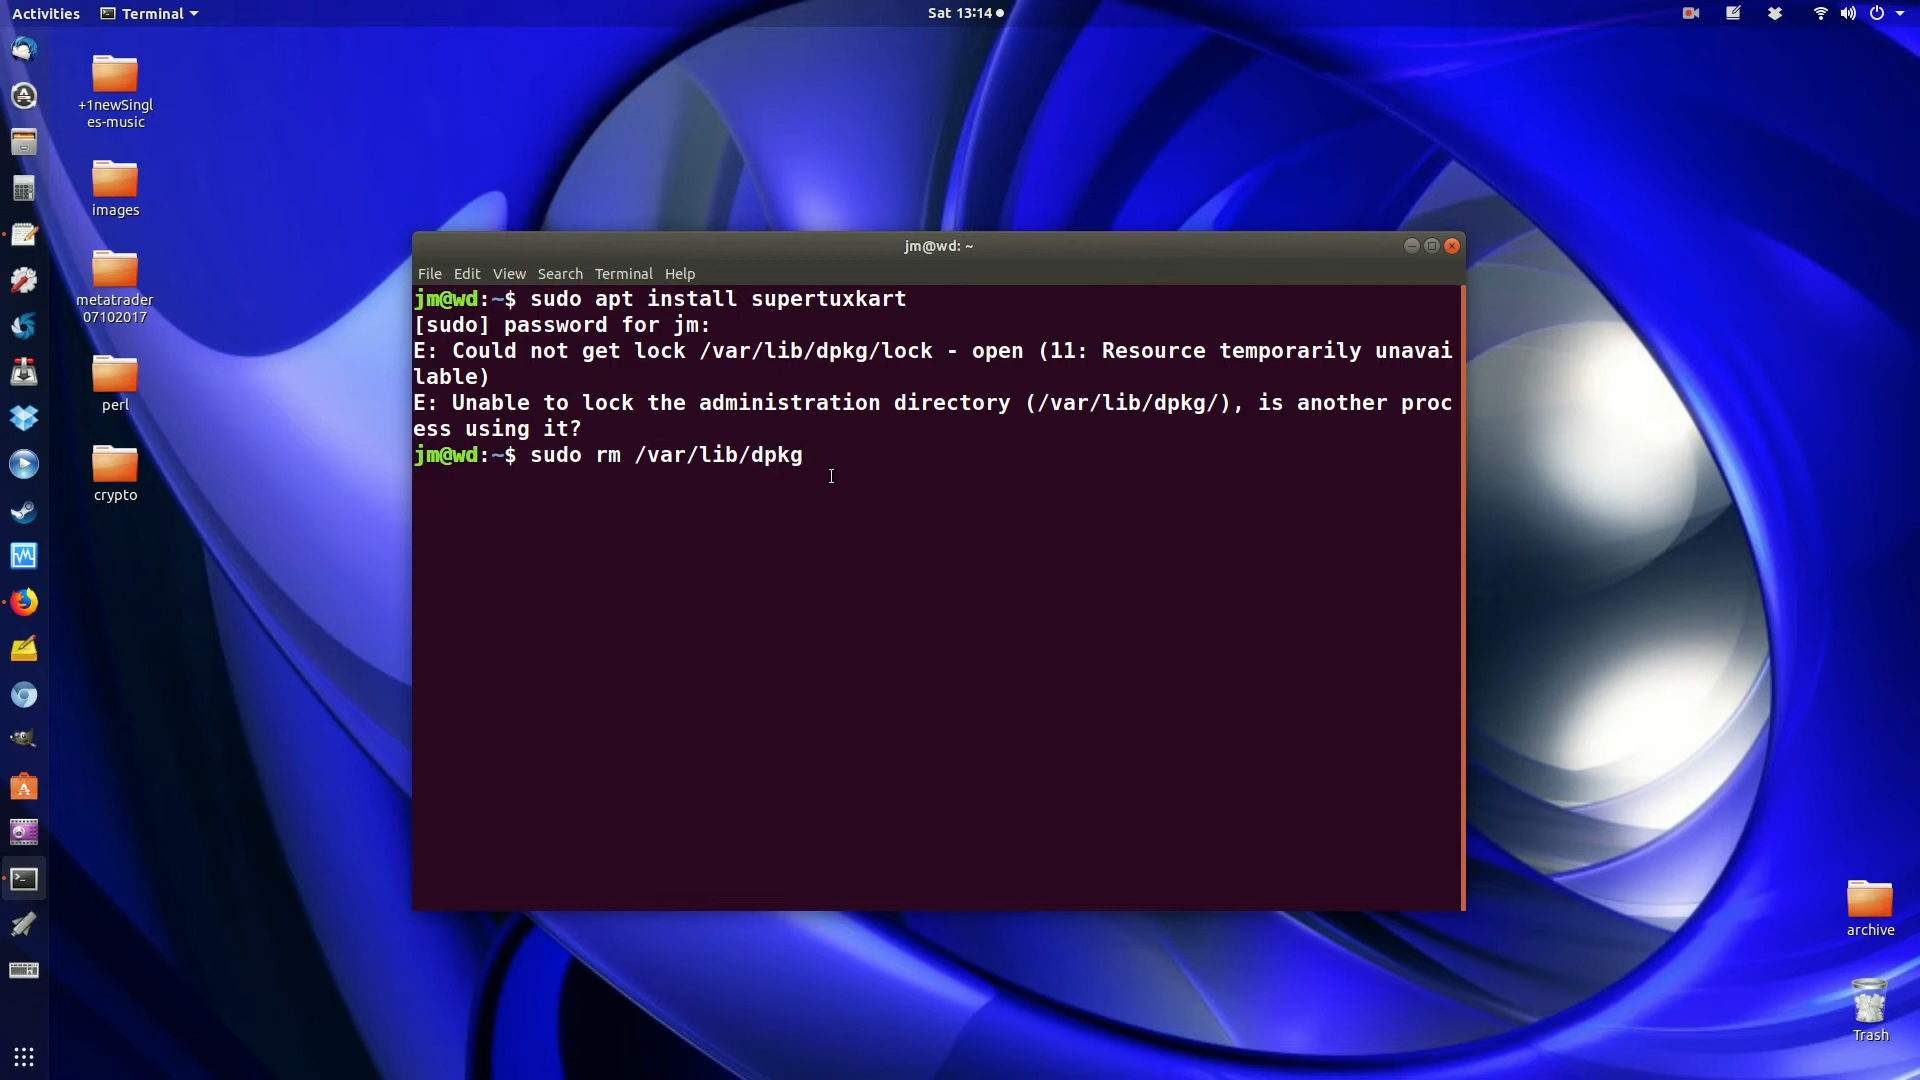 Activities
Terminal
Sat 13:14
+1newSingl
es-music
images
metatrader
07102017
perl
crypto
jm@wd: ~
File Edit View Search Terminal Help
jm@wd:~$ sudo apt install supertuxkart
[sudo] password for jm:
E: Could not get lock /var/lib/dpkg/lock - open (11: Resource temporarily unavai
lable)
E: Unable to lock the administration directory (/var/lib/dpkg/), is another proc
ess using it?
jm@wd:~$ sudo rm /var/lib/dpkg
archive
Trash